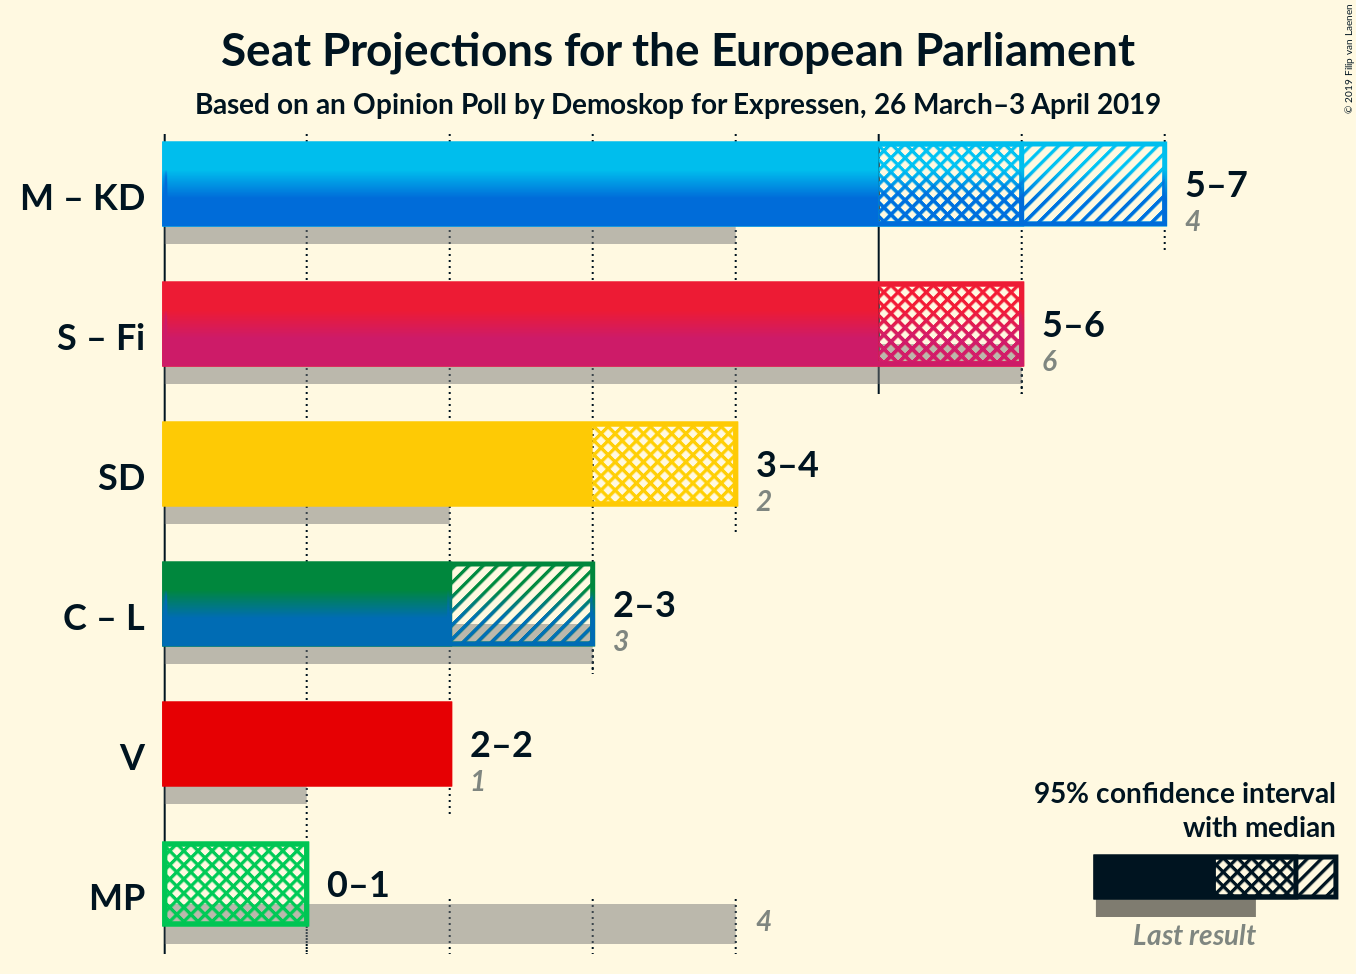 Seat Projections for the European Parliament
Based on an Opinion Poll by Demoskop for Expressen, 26 March–3 April 2019
© 2019 Filip van Laenen
M – KD
5–7
4
S – Fi
5–6
6
SD
3–4
2
C – L
2–3
3
V
2–2
1
MP
0–1
4
95% confidence interval
with median
Last result